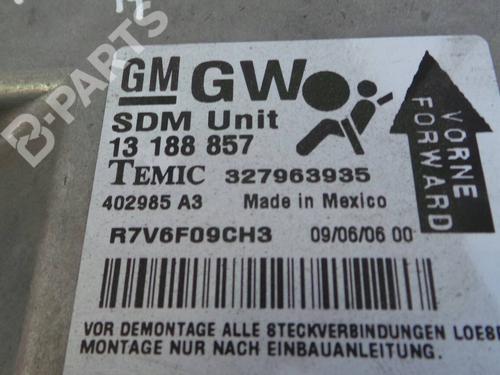 B-PARTS
GM GW
SDM Unit
13 188 857
TEMIC 327963935
402985 A3 Made in Mexico
R7V6F09CH3 09/06/06 00
VORNE
FORWARD
VOR DEMONTAGE ALLE STECKVERBINDUNGEN LOESE
MONTAGE NUR NACH EINBAUANLEITUNG.